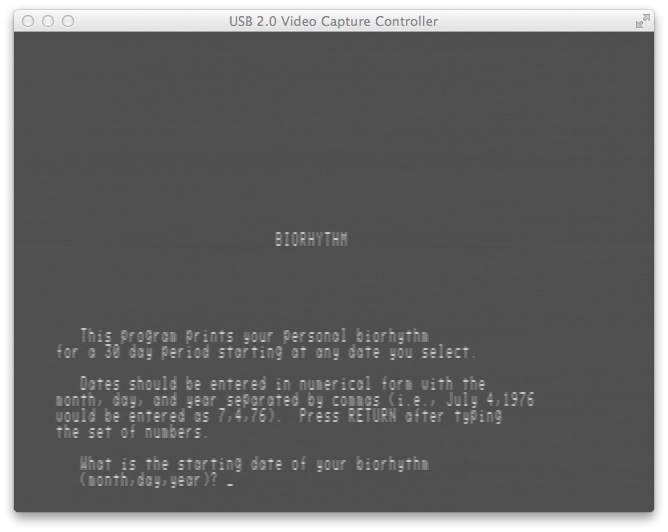 USB 2.0 Video Capture Controller
BIORHYTHM
This program prints your personal biorhythm
for a 30 day period starting at any date you select.
Dates should be entered in numerical form with the
month, day, and year separated by commas (i.e., July 4,1976
would be entered as 7,4,76). Press RETURN after typing
the set of numbers.
What is the starting date of your biorhythm
(month,day,year)? _